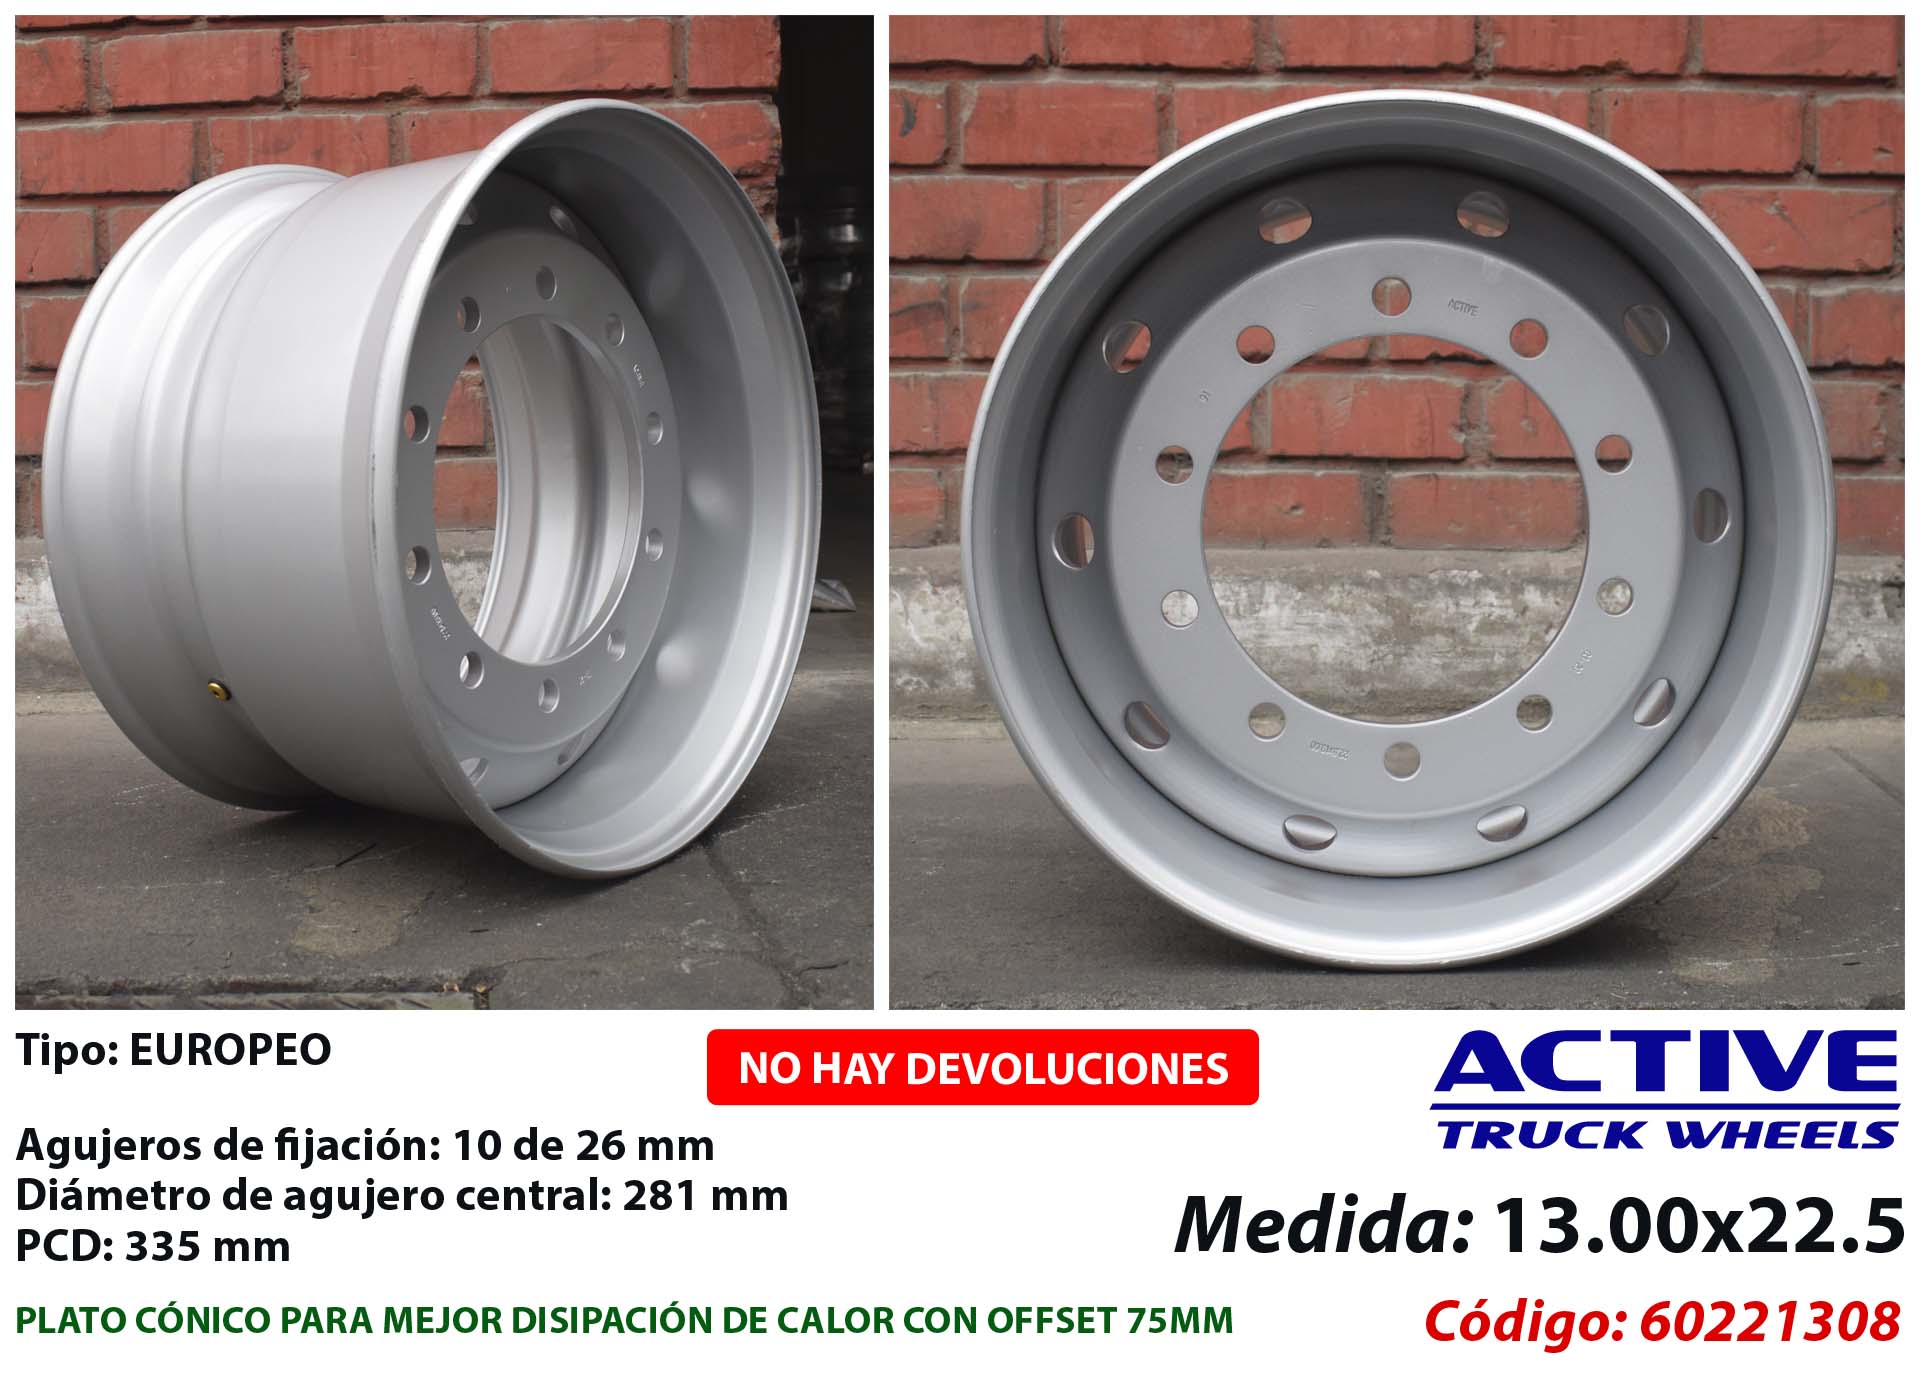 ACTIVE
Tipo: EUROPEO
NO HAY DEVOLUCIONES
ACTIVE
TRUCK WHEELS
Agujeros de fijación: 10 de 26 mm
Diámetro de agujero central: 281 mm
PCD: 335 mm
Medida: 13.00x22.5
PLATO CÓNICO PARA MEJOR DISIPACIÓN DE CALOR CON OFFSET 75MM
Código: 60221308